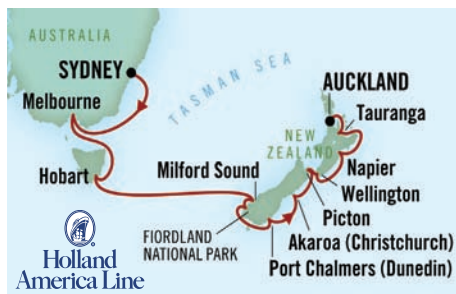 AUSTRALIA
SYDNEY
Melbourne
TASMAN SEA
AUCKLAND
Tauranga
NEW
ZEALAND
Hobart
Milford Sound
Napier
Wellington
Picton
FIORDLAND
NATIONAL PARK
Akaroa (Christchurch)
Port Chalmers (Dunedin)
Holland
America Line